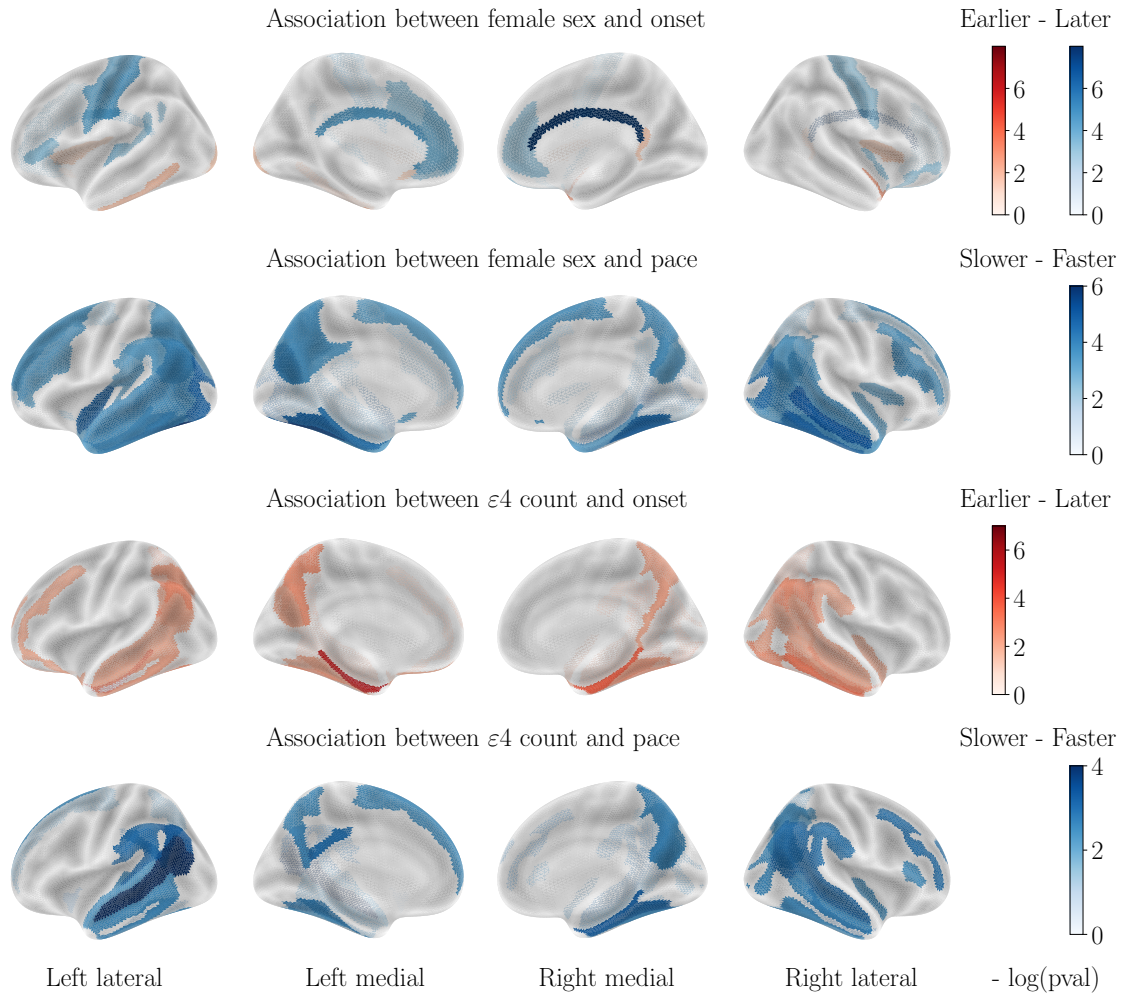 Association between female sex and onset
Earlier - Later
6
4
2
0
6
4
2
0
Association between female sex and pace
Slower - Faster
6
4
2
0
Association between ε4 count and onset
Earlier - Later
6
4
2
0
Association between ε4 count and pace
Slower - Faster
4
2
0
Left lateral
Left medial
Right medial
Right lateral
- log(pval)